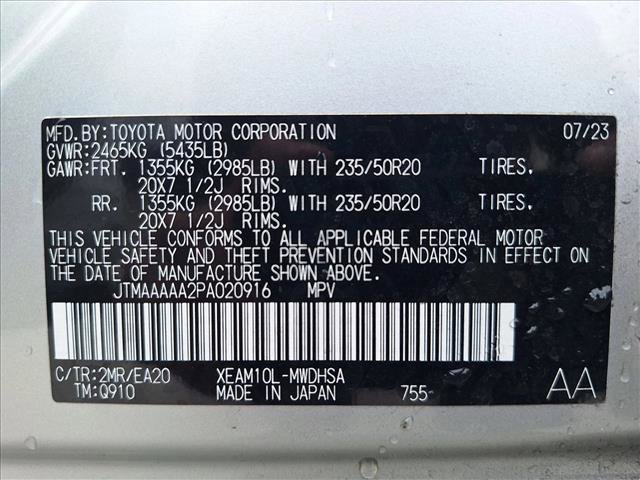 MFD.BY:TOYOTA MOTOR CORPORATION 07/23
GVWR:2465KG (5435LB)
GAWR:FRT. 1355KG (2985LB) WITH 235/50R20 TIRES.
20X7 1/2J RIMS.
RR. 1355KG (2985LB) WITH 235/50R20 TIRES.
20X7 1/2J RIMS.
THIS VEHICLE CONFORMS TO ALL APPLICABLE FEDERAL MOTOR
VEHICLE SAFETY AND THEFT PREVENTION STANDARDS IN EFFECT ON
THE DATE OF MANUFACTURE SHOWN ABOVE.
JTMAAAAA2PA020916 MPV
C/TR:2MR/EA20 XEAM10L-MWDHSA
TM:Q910 MADE IN JAPAN 755 AA